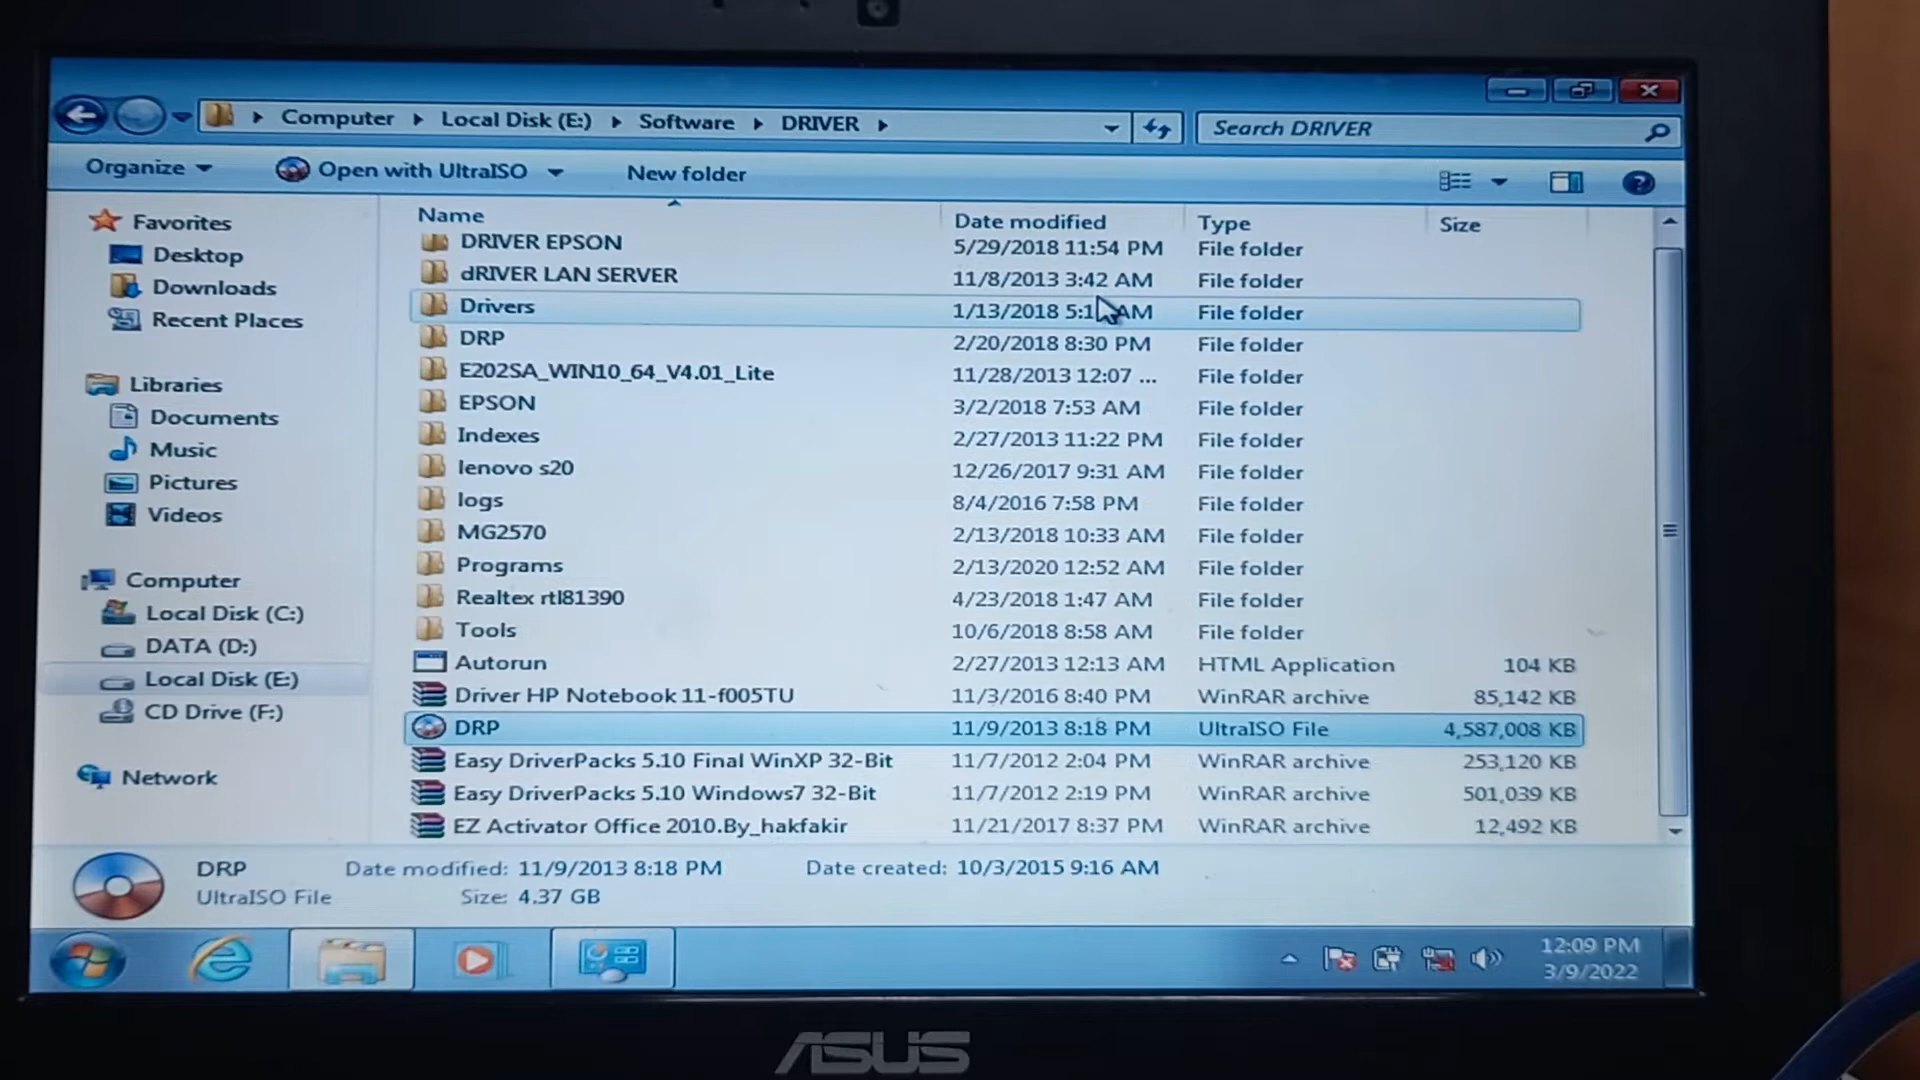 Computer Local Disk (E:) Software DRIVER
Search DRIVER
Organize Open with UltraISO New folder
Name Date modified Type Size
DRIVER EPSON 5/29/2018 11:54 PM File folder
dRIVER LAN SERVER 11/8/2013 3:42 AM File folder
Drivers 1/13/2018 AM File folder
DRP 2/20/2018 8:30 PM File folder
E202SA_WIN10_64_V4.01_Lite 11/28/2013 12:07 ... File folder
EPSON 3/2/2018 7:53 AM File folder
Indexes 2/27/2013 11:22 PM File folder
lenovo s20 12/26/2017 9:31 AM File folder
logs 8/4/2016 7:58 PM File folder
MG2570 2/13/2018 10:33 AM File folder
Programs 2/13/2020 12:52 AM File folder
Realtex rtl81390 4/23/2018 1:47 AM File folder
Tools 10/6/2018 8:58 AM File folder
Autorun 2/27/2013 12:13 AM HTML Application 104 KB
Driver HP Notebook 11-f005TU 11/3/2016 8:40 PM WinRAR archive 85,142 KB
DRP 11/9/2013 8:18 PM UltraISO File 4,587,008 KB
Easy DriverPacks 5.10 Final WinXP 32-Bit 11/7/2012 2:04 PM WinRAR archive 253,120 KB
Easy DriverPacks 5.10 Windows7 32-Bit 11/7/2012 2:19 PM WinRAR archive 501,039 KB
EZ Activator Office 2010.By_hakfakir 11/21/2017 8:37 PM WinRAR archive 12,492 KB
Favorites
Desktop
Downloads
Recent Places
Libraries
Documents
Music
Pictures
Videos
Computer
Local Disk (C:)
DATA (D:)
Local Disk (E:)
CD Drive (F:)
Network
DRP Date modified: 11/9/2013 8:18 PM Date created: 10/3/2015 9:16 AM
UltraISO File Size: 4.37 GB
12:09 PM
3/9/2022
ASUS